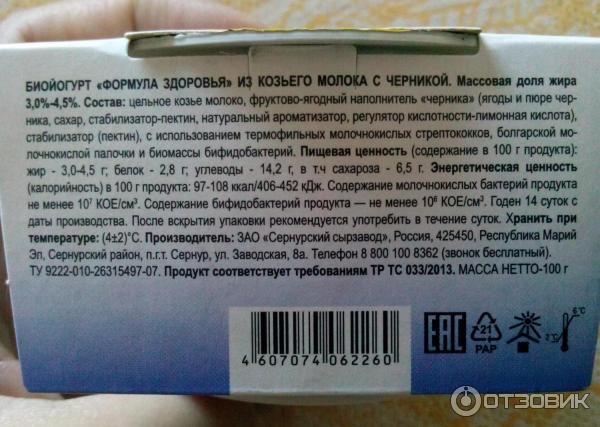 БИОЙОГУРТ «ФОРМУЛА ЗДОРОВЬЯ» ИЗ КОЗЬЕГО МОЛОКА С ЧЕРНИКОЙ. Массовая доля жира
3,0%-4,5%. Состав: цельное козье молоко, фруктово-ягодный наполнитель «черника» (ягоды и пюре чер-
ника, сахар, стабилизатор-пектин, натуральный ароматизатор, регулятор кислотности-лимонная кислота),
стабилизатор (пектин), с использованием термофильных молочнокислых стрептококков, болгарской мо-
лочнокислой палочки и биомассы бифидобактерий. Пищевая ценность (содержание в 100 г продукта):
жир - 3,0-4,5 г; белок - 2,8 г; углеводы - 14,2 г, в т.ч сахароза - 6,5 г. Энергетическая ценность
(калорийность) в 100 г продукта: 97-108 ккал/406-452 кДж. Содержание молочнокислых бактерий продукта
не менее 10⁷ КОЕ/см³. Содержание бифидобактерий продукта — не менее 10⁶ КОЕ/см³. Годен 14 суток с
даты производства. После вскрытия упаковки рекомендуется употребить в течение суток. Хранить при
температуре: (4±2)°С. Производитель: ЗАО «Сернурский сырзавод», Россия, 425450, Республика Марий
Эл, Сернурский район, п.г.т. Сернур, ул. Заводская, 8а. Телефон 8 800 100 8362 (звонок бесплатный).
ТУ 9222-010-26315497-07. Продукт соответствует требованиям ТР ТС 033/2013. МАССА НЕТТО-100 г
4607074062260
EAC
21
PAP
6°C
2°C
ОТЗОВИК